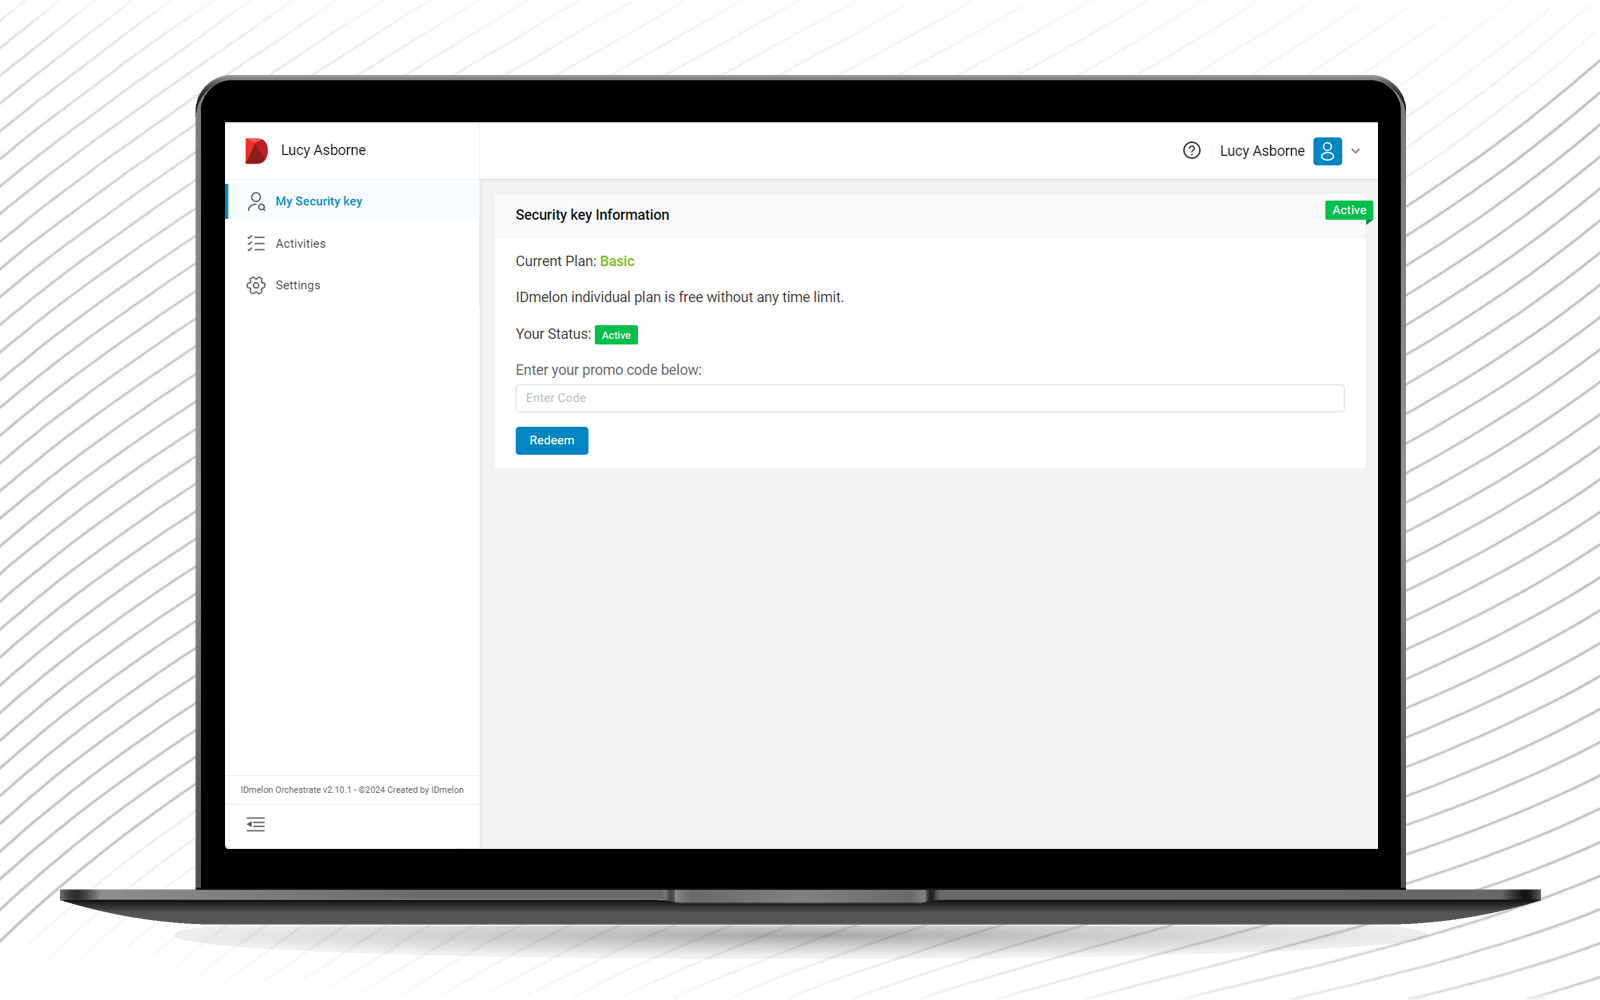 Lucy Asborne
Lucy Asborne
My Security key
Activities
Settings
Security key Information
Active
Current Plan: Basic
IDmelon individual plan is free without any time limit.
Your Status: Active
Enter your promo code below:
Enter Code
Redeem
IDmelon Orchestrate v2.10.1 - ©2024 Created by IDmelon